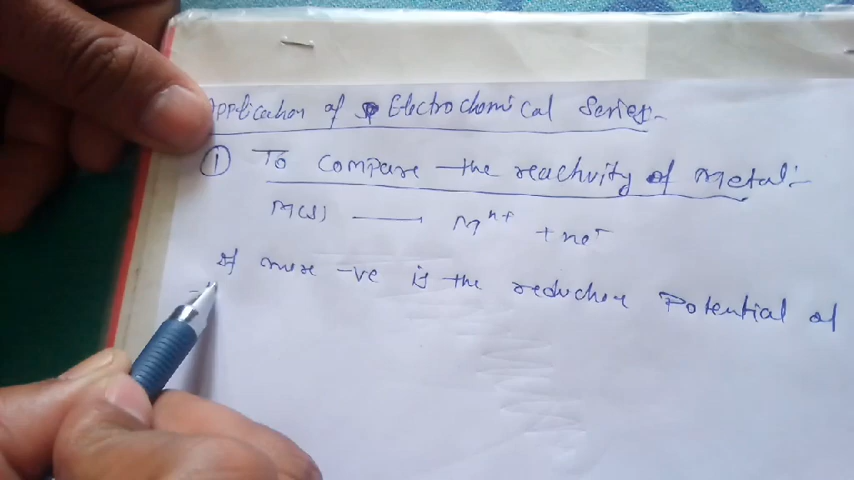 Application of Electrochemical Series-
① To compare the reactivity of Metal:-
M(s) ⟶ Mⁿ⁺ + ne⁻
If more -ve is the reduction Potential of